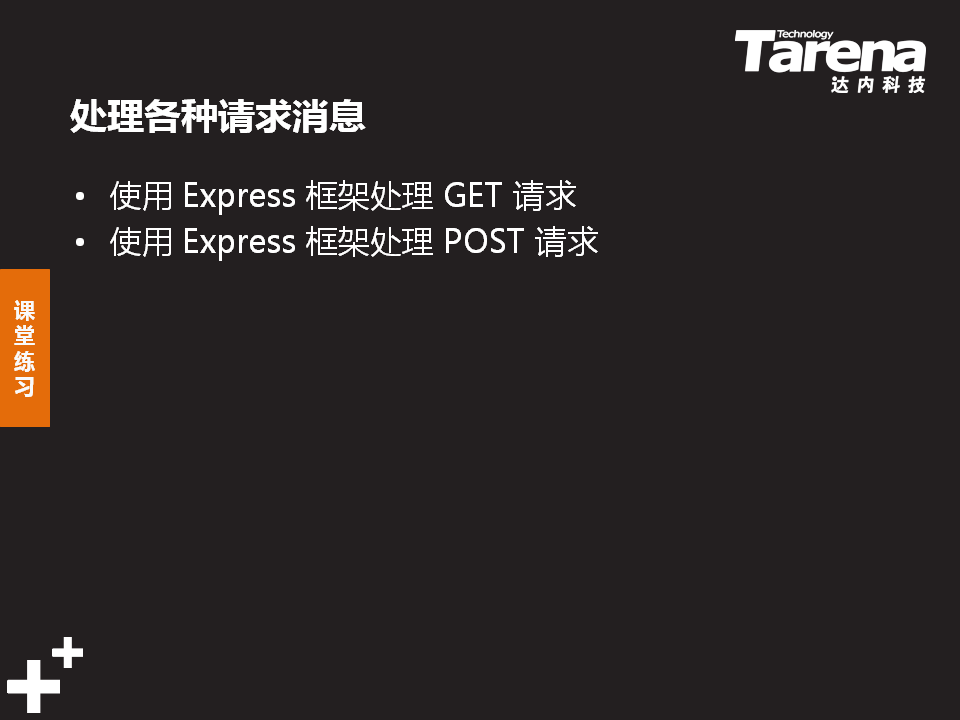 Technology
Tarena
达内科技
处理各种请求消息
• 使用 Express 框架处理 GET 请求
• 使用 Express 框架处理 POST 请求
课
堂
练
习